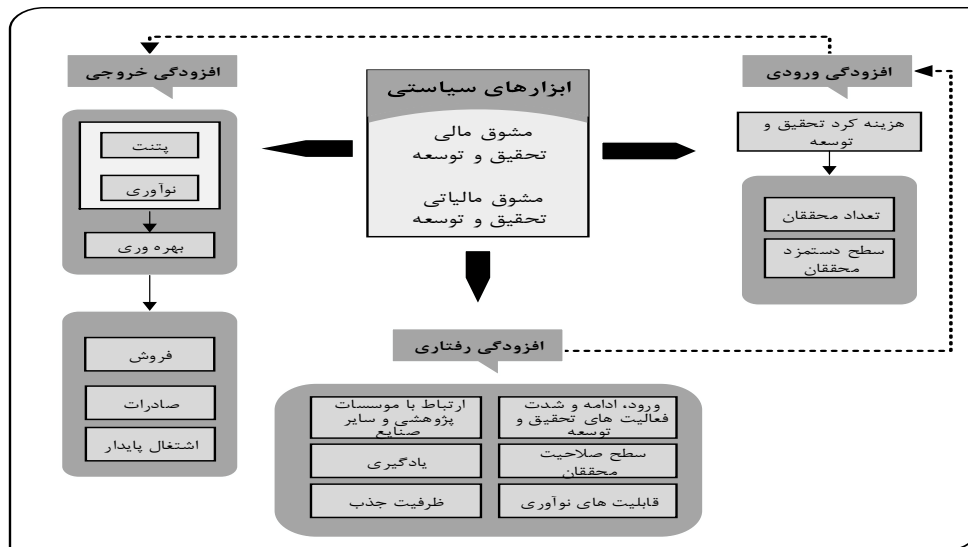 افزودگی ورودی
هزینه کرد تحقیق و
توسعه
تعداد محققان
سطح دستمزد
محققان
ابزارهای سیاستی
مشوق مالی
تحقیق و توسعه
مشوق مالیاتی
تحقیق و توسعه
افزودگی خروجی
پتنت
نوآوری
بهره وری
فروش
صادرات
اشتغال پایدار
افزودگی رفتاری
ورود، ادامه و شدت
فعالیت های تحقیق و
توسعه
سطح صلاحیت
محققان
قابلیت های نوآوری
ارتباط با موسسات
پژوهشی و سایر
صنایع
یادگیری
ظرفیت جذب